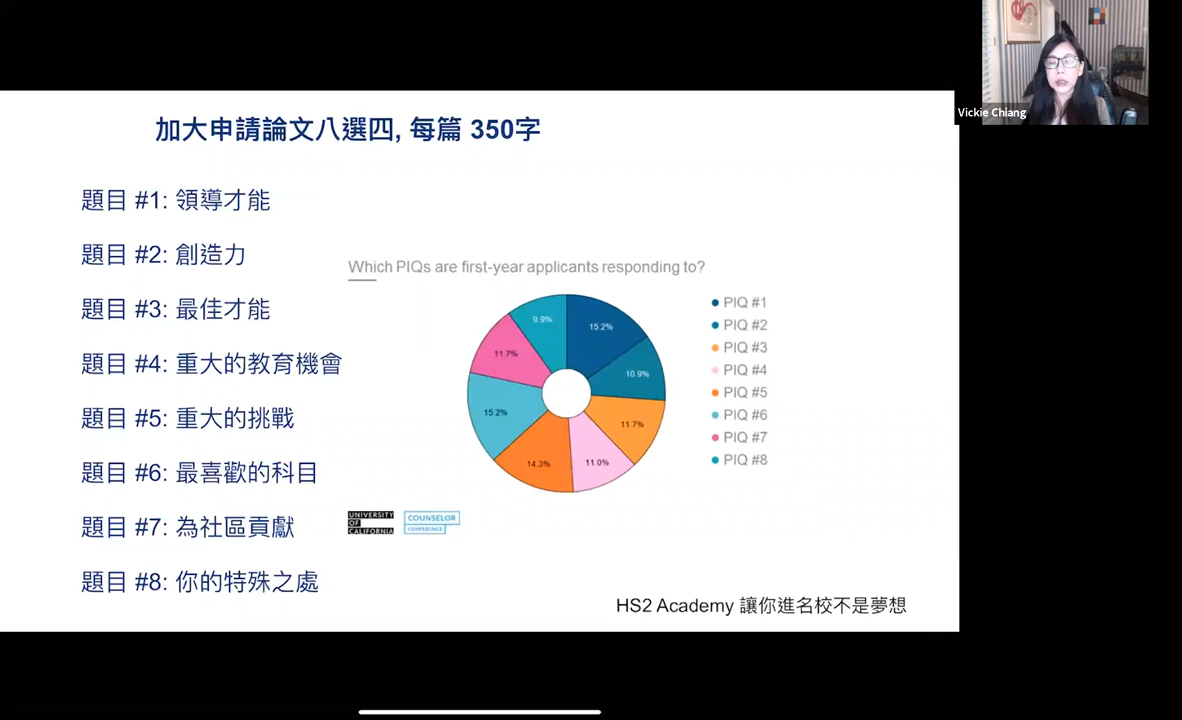 加大申請論文八選四, 每篇 350字
題目 #1: 領導才能
題目 #2: 創造力
題目 #3: 最佳才能
題目 #4: 重大的教育機會
題目 #5: 重大的挑戰
題目 #6: 最喜歡的科目
題目 #7: 為社區貢獻
題目 #8: 你的特殊之處
Which PIQs are first-year applicants responding to?
15.2%
10.9%
11.7%
11.0%
14.3%
15.2%
11.7%
9.9%
PIQ #1
PIQ #2
PIQ #3
PIQ #4
PIQ #5
PIQ #6
PIQ #7
PIQ #8
UNIVERSITY
OF
CALIFORNIA
COUNSELOR
CONFERENCE
HS2 Academy 讓你進名校不是夢想
Vickie Chiang